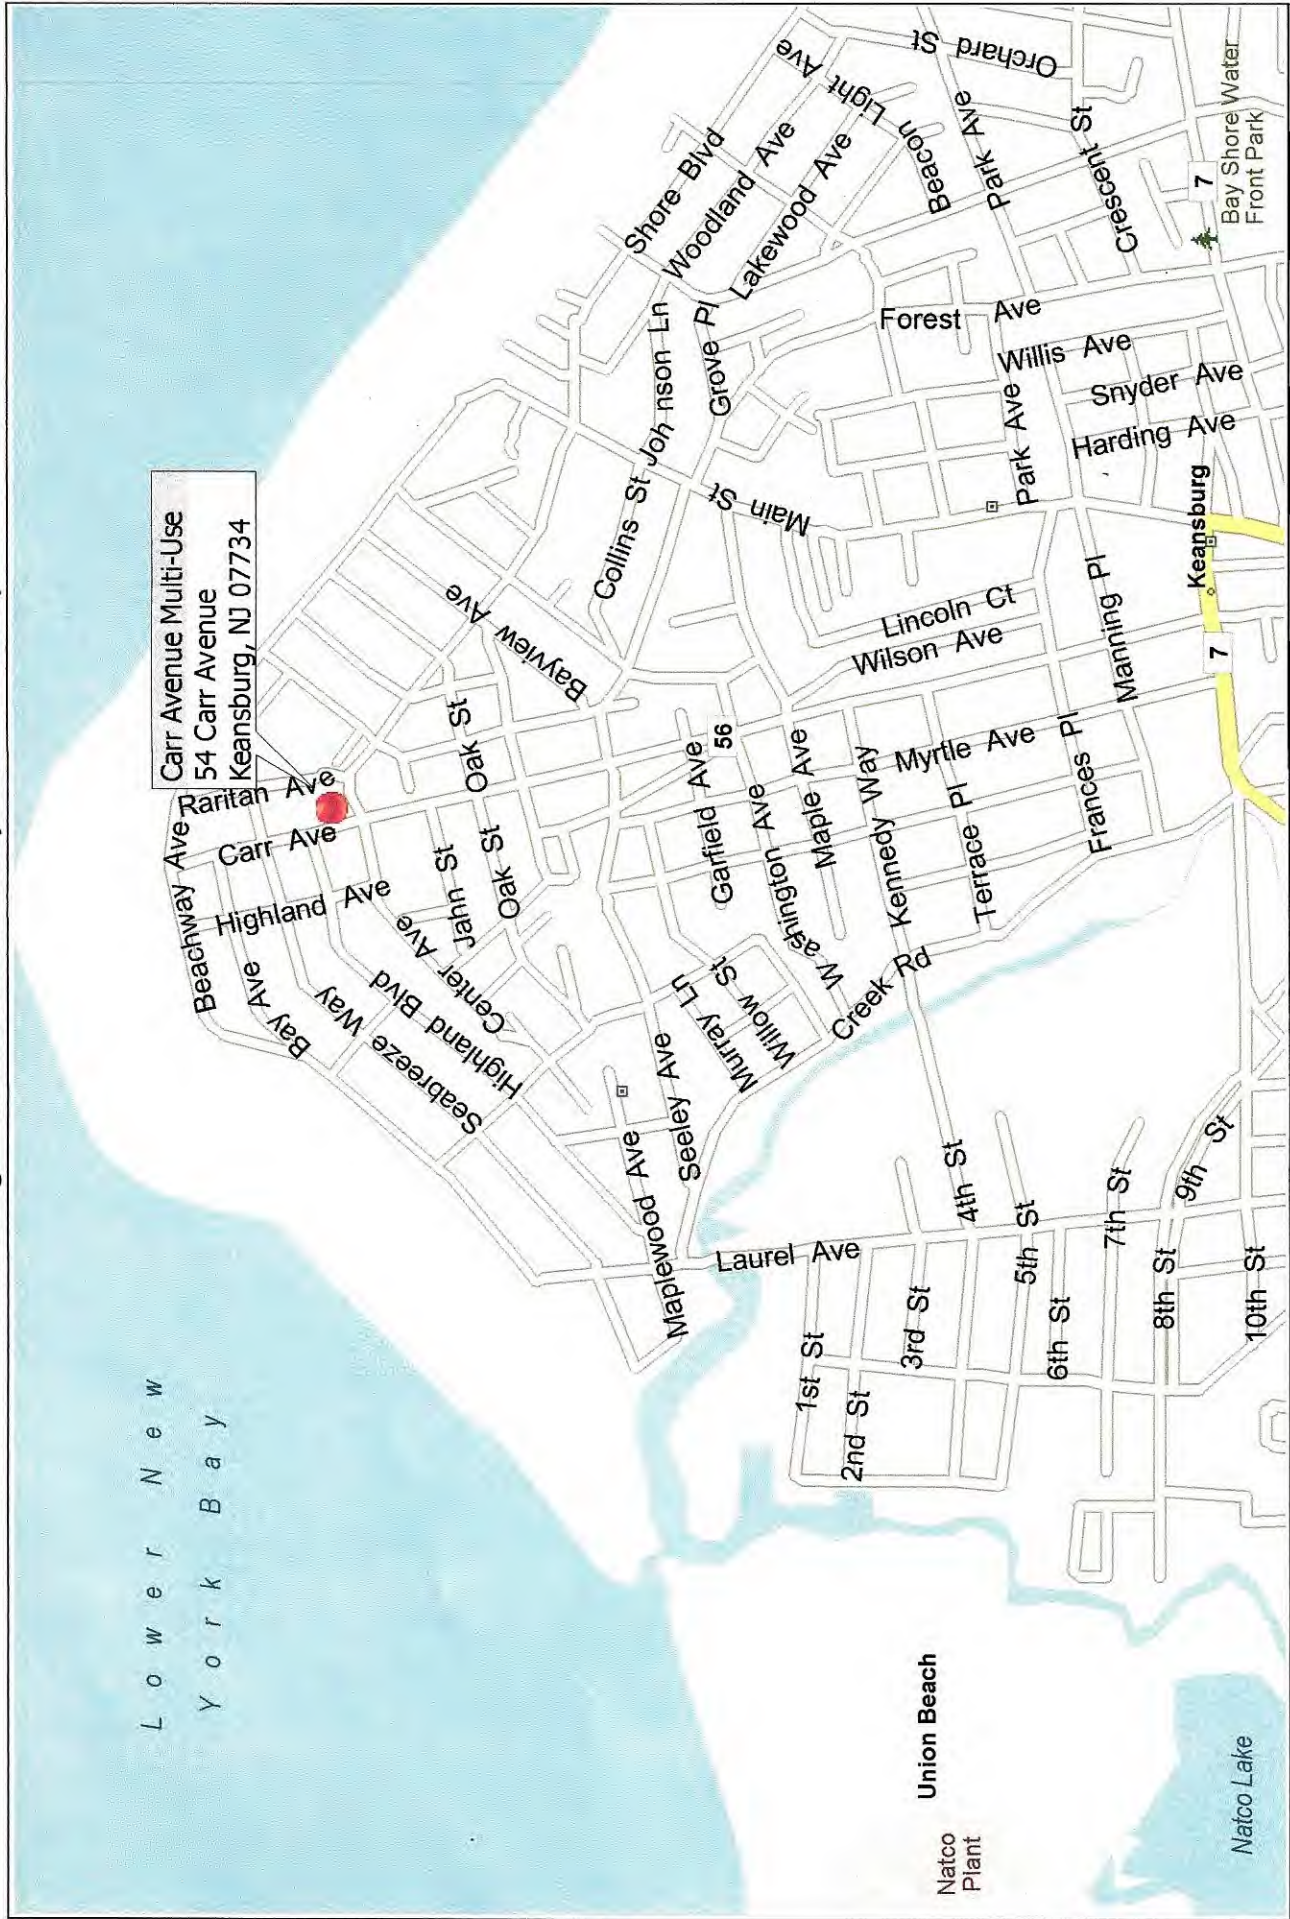 Carr Avenue Multi-Use
54 Carr Avenue
Keansburg, NJ 07734
Lower New
York Bay
Beachway Ave
Raritan Ave
Carr Ave
Highland Ave
Bay Ave
Seabreeze Way
Highland Blvd
Center Ave
Jahn St
Oak St
Oak St
Bayview Ave
Collins St
Joh nson Ln
Grove Pl
Main St
Shore Blvd
Woodland Ave
Lakewood Ave
Light Ave
Beacon
Park Ave
Orchard St
Crescent St
7
Bay Shore Water
Front Park
Forest Ave
Willis Ave
Snyder Ave
Harding Ave
Park Ave
Keansburg
7
Manning Pl
Lincoln Ct
Wilson Ave
Myrtle Ave
Frances Pl
Terrace Pl
Kennedy Way
Maple Ave
56
Garfield Ave
W ashington Ave
Creek Rd
Willow St
Murray Ln
Seeley Ave
Maplewood Ave
Laurel Ave
1st St
2nd St
3rd St
4th St
5th St
6th St
7th St
8th St
9th St
10th St
Union Beach
Natco
Plant
Natco Lake